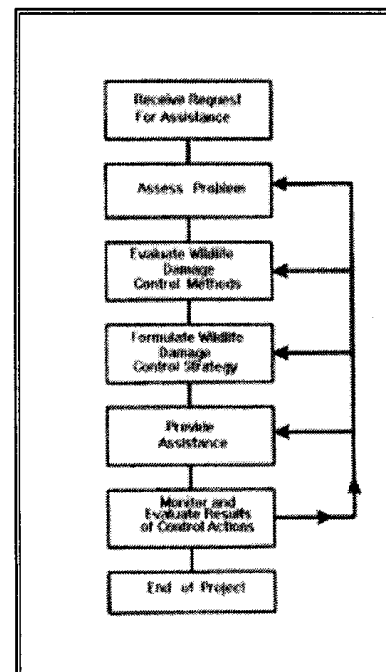 Receive Request
For Assistance
Assess Problem
Evaluate Wildlife
Damage
Control Methods
Formulate Wildlife
Damage
Control Strategy
Provide
Assistance
Monitor and
Evaluate Results
of Control Actions
End of Project